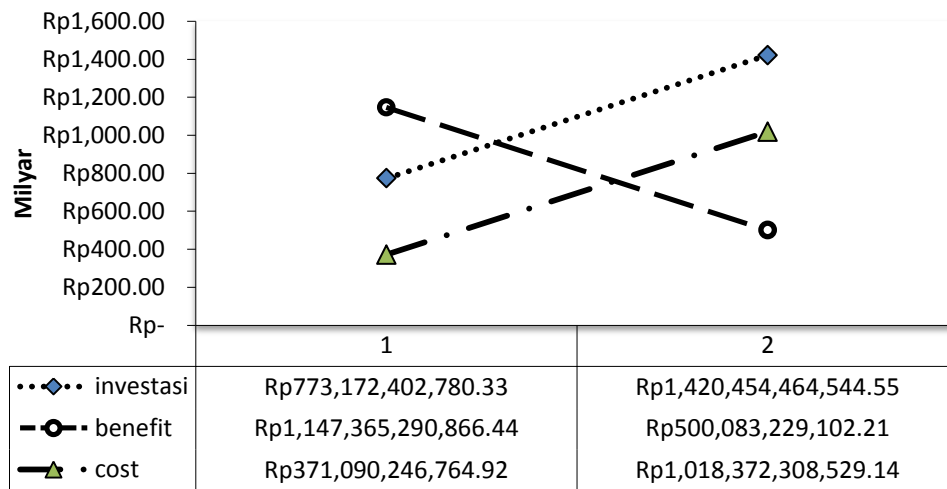 Rp1,600.00
Rp1,400.00
Rp1,200.00
Rp1,000.00
Rp800.00
Rp600.00
Rp400.00
Rp200.00
Rp-
Milyar
1 2
investasi Rp773,172,402,780.33 Rp1,420,454,464,544.55
benefit Rp1,147,365,290,866.44 Rp500,083,229,102.21
cost Rp371,090,246,764.92 Rp1,018,372,308,529.14